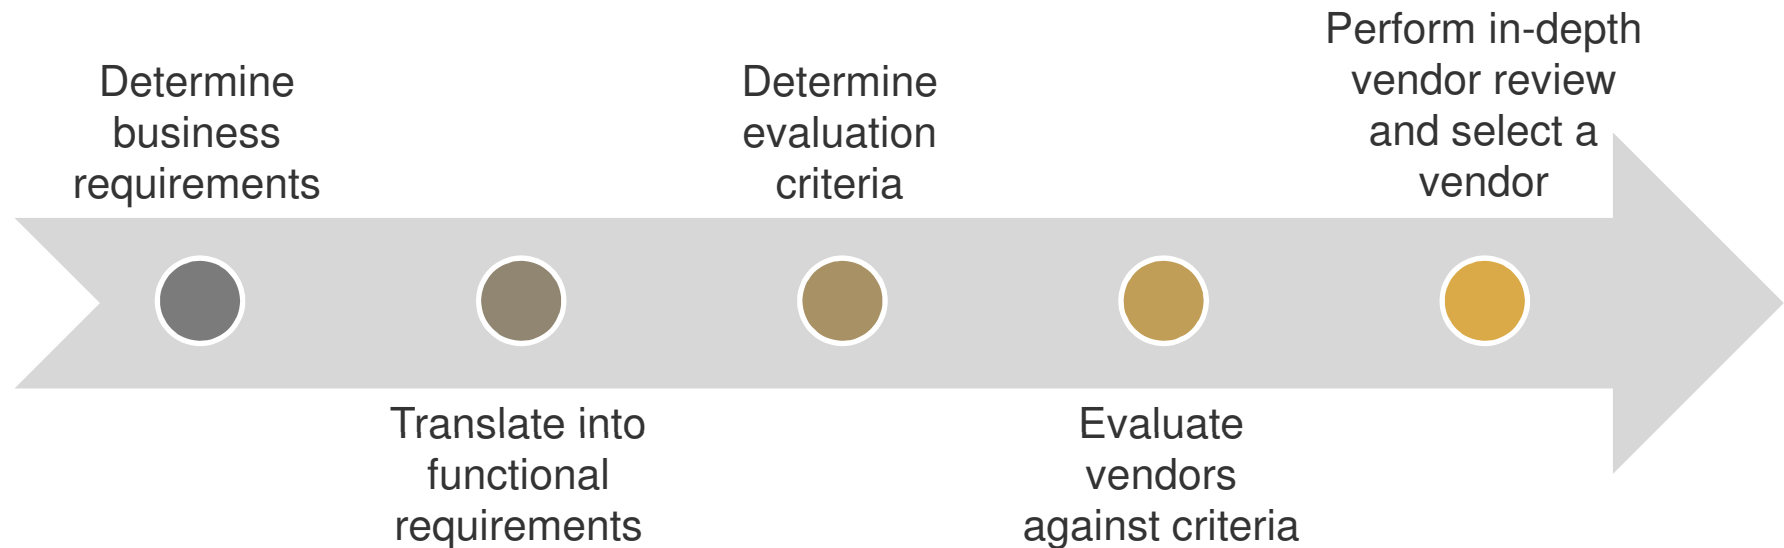 Determine
business
requirements
Translate into
functional
requirements
Determine
evaluation
criteria
Evaluate
vendors
against criteria
Perform in-depth
vendor review
and select a
vendor